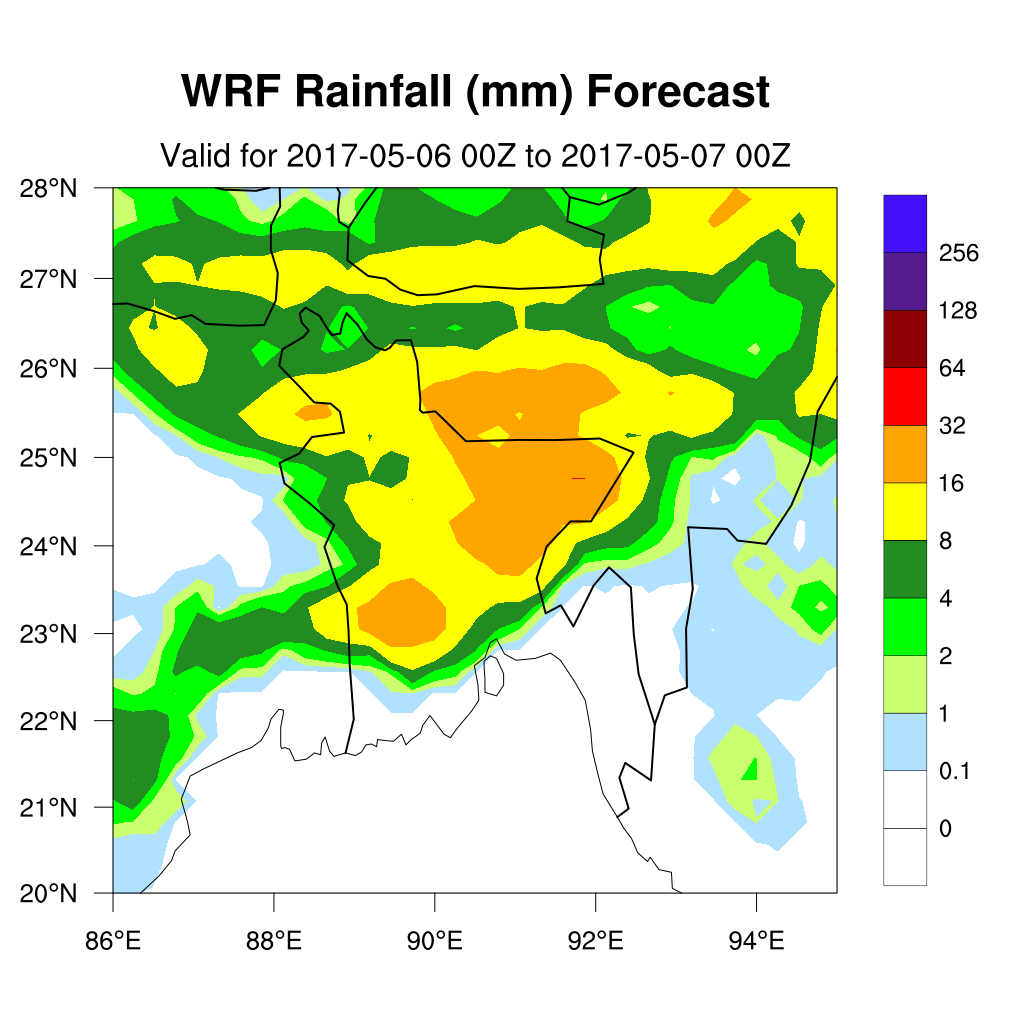 WRF Rainfall (mm) Forecast
Valid for 2017-05-06 00Z to 2017-05-07 00Z
28°N
27°N
26°N
25°N
24°N
23°N
22°N
21°N
20°N
86°E 88°E 90°E 92°E 94°E
256
128
64
32
16
8
4
2
1
0.1
0